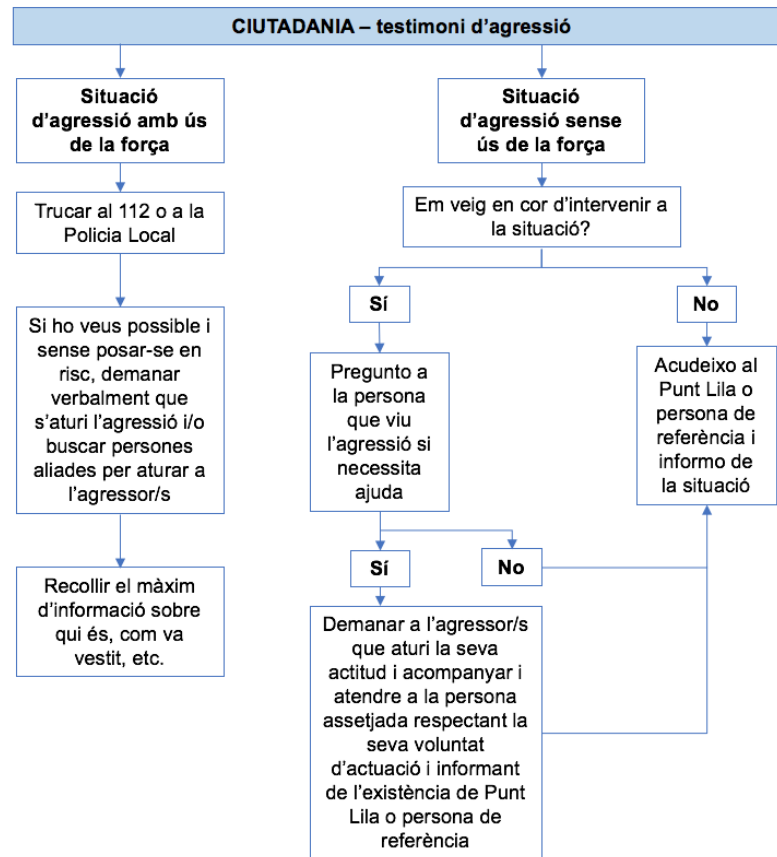 CIUTADANIA – testimoni d'agressió
Situació
d'agressió amb ús
de la força
Trucar al 112 o a la
Policia Local
Si ho veus possible i
sense posar-se en
risc, demanar
verbalment que
s'aturi l'agressió i/o
buscar persones
aliades per aturar a
l'agressor/s
Recollir el màxim
d'informació sobre
qui és, com va
vestit, etc.
Situació
d'agressió sense
ús de la força
Em veig en cor d'intervenir a
la situació?
Sí
No
Pregunto a
a la persona
que viu
l'agressió si
necessita
ajuda
Acudeixo al
Punt Lila o
persona de
referència i
informo de
la situació
Sí
No
Demanar a l'agressor/s
que aturi la seva
actitud i acompanyar i
atendre a la persona
assetjada respectant la
seva voluntat
d'actuació i informant
de l'existència de Punt
Lila o persona de
referència